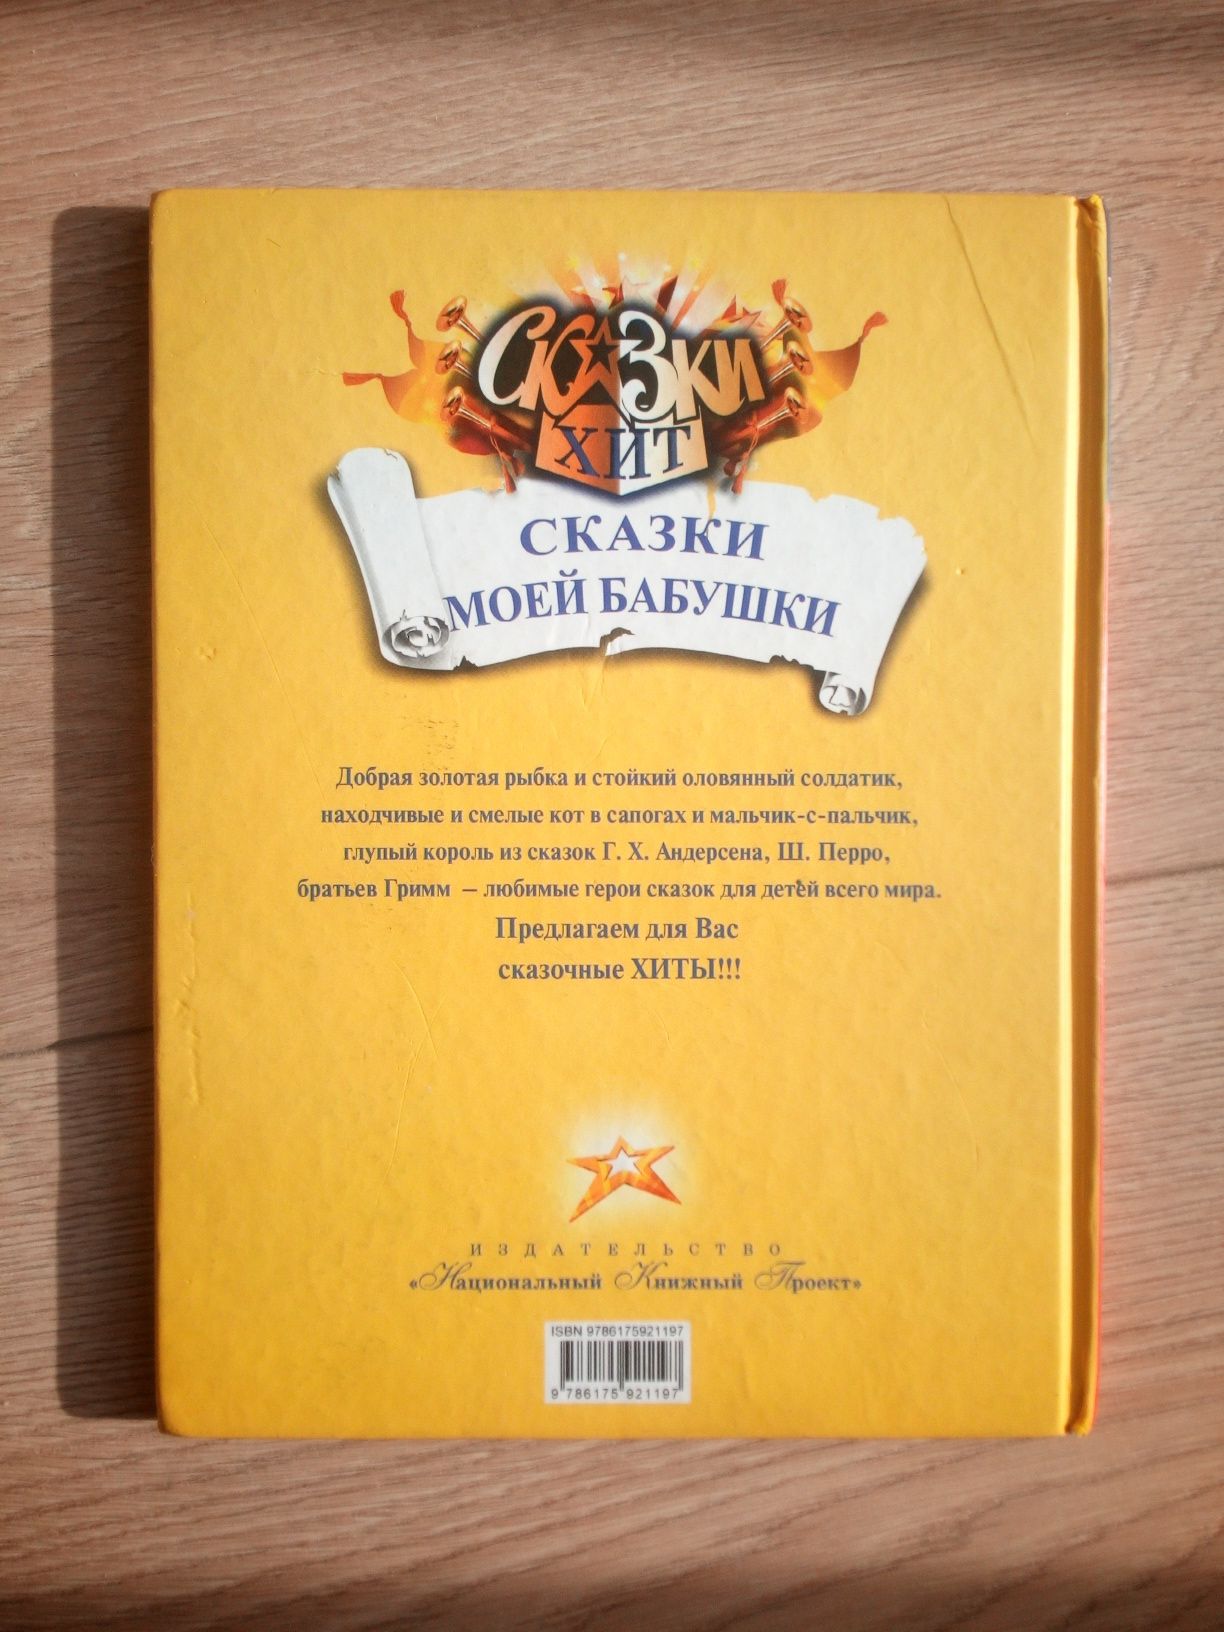 СКАЗКИ
ХИТ
СКАЗКИ
МОЕЙ БАБУШКИ
Добрая золотая рыбка и стойкий оловянный солдатик,
находчивые и смелые кот в сапогах и мальчик-с-пальчик,
глупый король из сказок Г. Х. Андерсена, Ш. Перро,
братьев Гримм – любимые герои сказок для детей всего мира.
Предлагаем для Вас
сказочные ХИТЫ!!!
ИЗДАТЕЛЬСТВО
«Национальный Книжный Проект»
ISBN 9786175921197
9 786175 921197